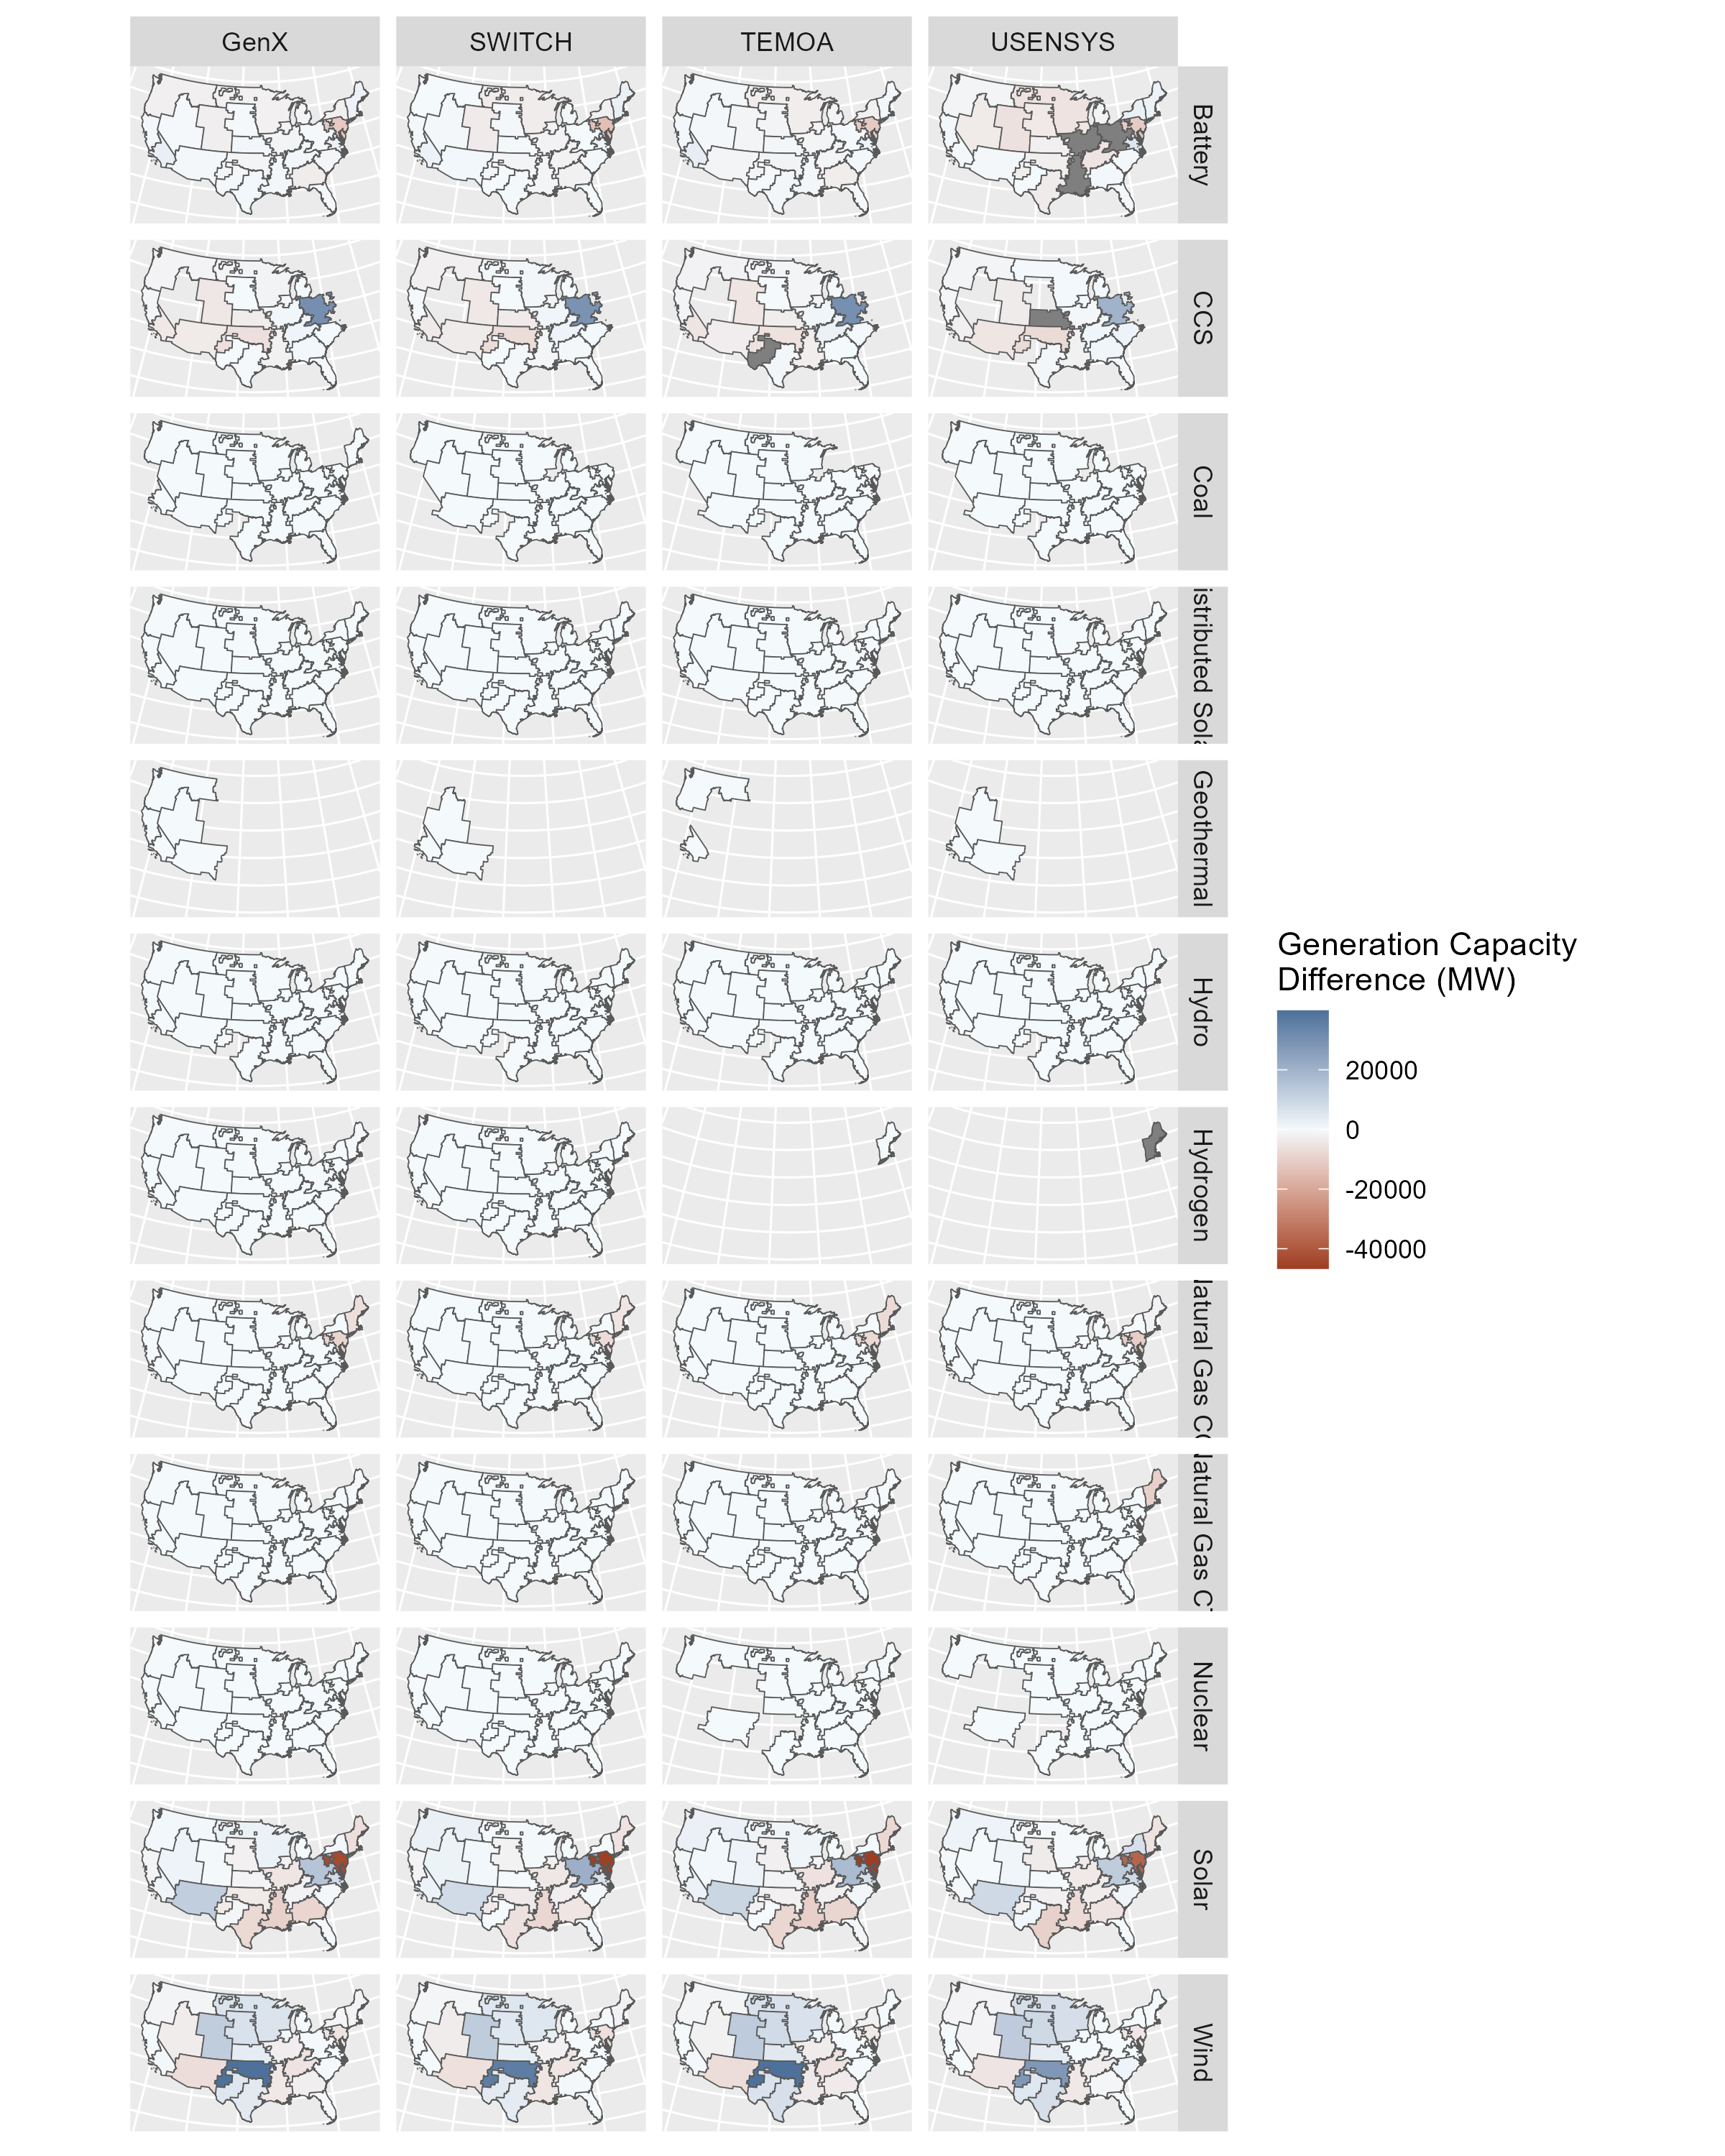 GenX
SWITCH
TEMOA
USENSYS
Battery
CCS
Coal
istributed Sola
Geothermal
Hydro
Hydrogen
latural Gas CC
latural Gas C
Nuclear
Solar
Wind
Generation Capacity
Difference (MW)
20000
0
-20000
-40000